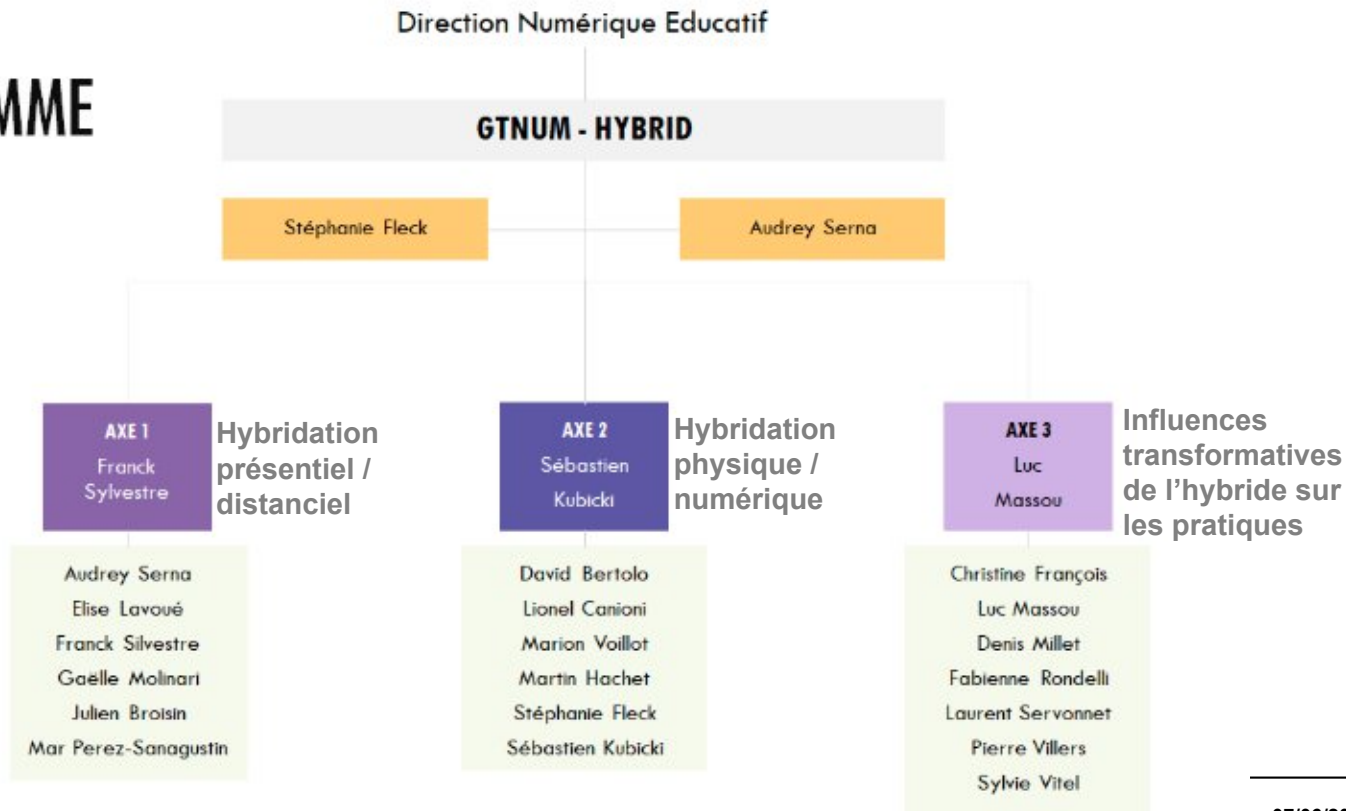 Direction Numérique Educatif
MME
GTNUM - HYBRID
Stéphanie Fleck
Audrey Serna
AXE 1
Franck
Sylvestre
Hybridation
présentiel /
distanciel
AXE 2
Sébastien
Kubicki
Hybridation
physique /
numérique
AXE 3
Luc
Massou
Influences
transformatives
de l'hybride sur
les pratiques
Audrey Serna
Elise Lavoué
Franck Silvestre
Gaëlle Molinari
Julien Broisin
Mar Perez-Sanagustin
David Bertolo
Lionel Canioni
Marion Voillot
Martin Hachet
Stéphanie Fleck
Sébastien Kubicki
Christine François
Luc Massou
Denis Millet
Fabienne Rondelli
Laurent Servonnet
Pierre Villers
Sylvie Vitel